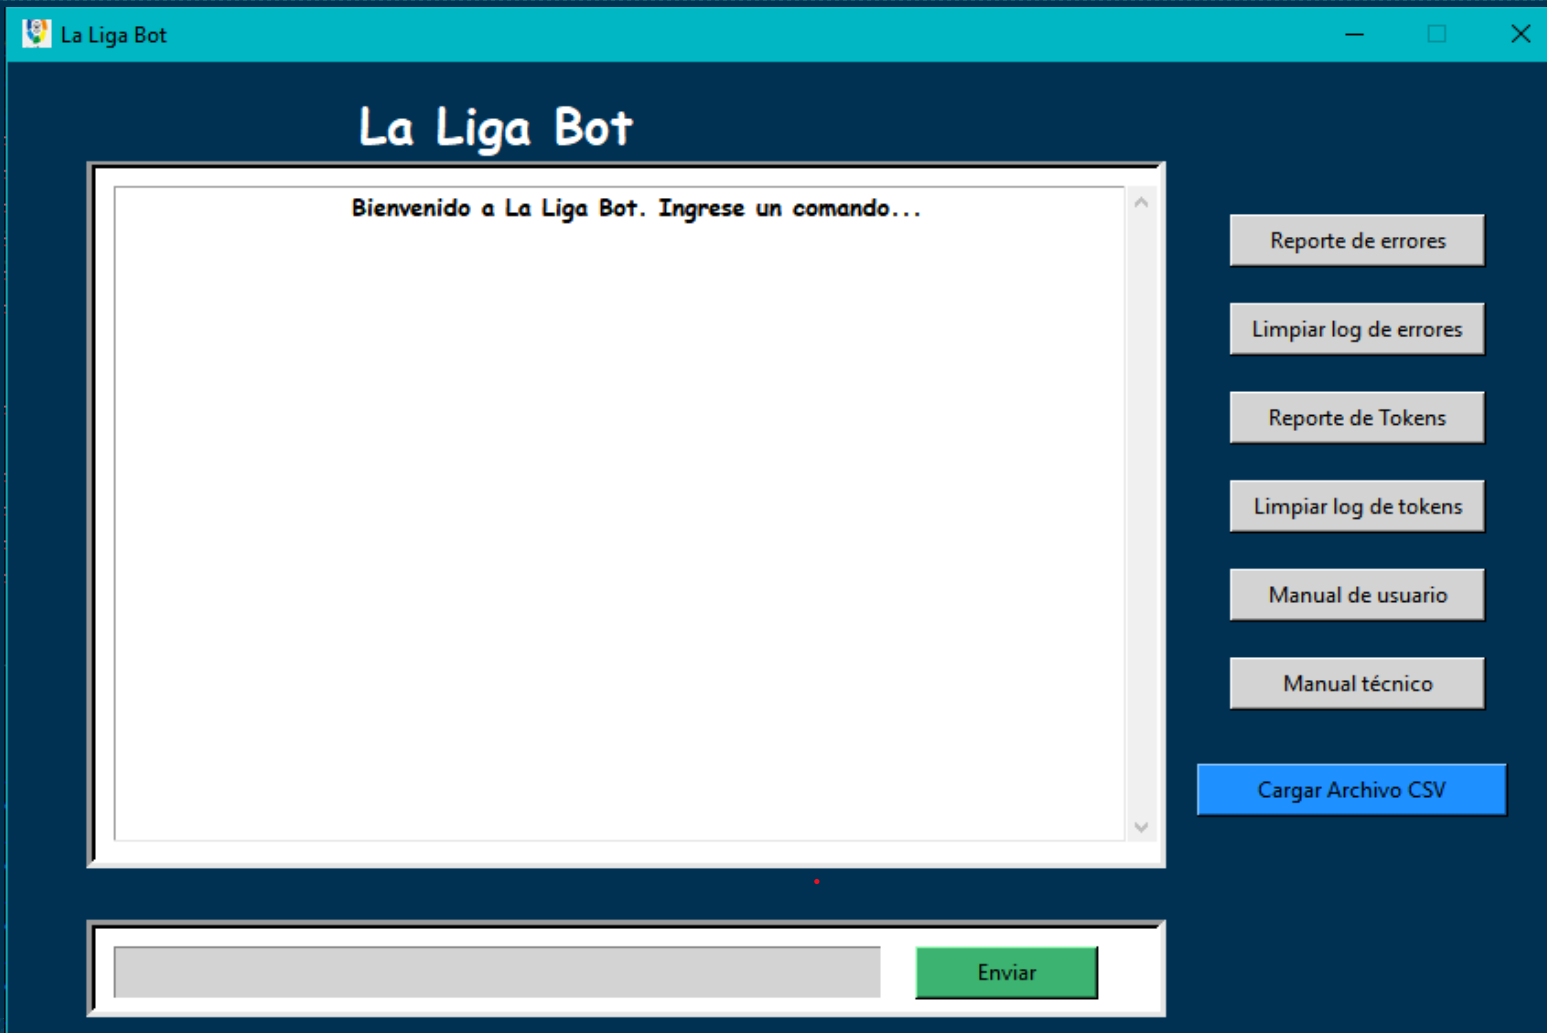 La Liga Bot
La Liga Bot
Bienvenido a La Liga Bot. Ingrese un comando...
Reporte de errores
Limpiar log de errores
Reporte de Tokens
Limpiar log de tokens
Manual de usuario
Manual técnico
Cargar Archivo CSV
Enviar